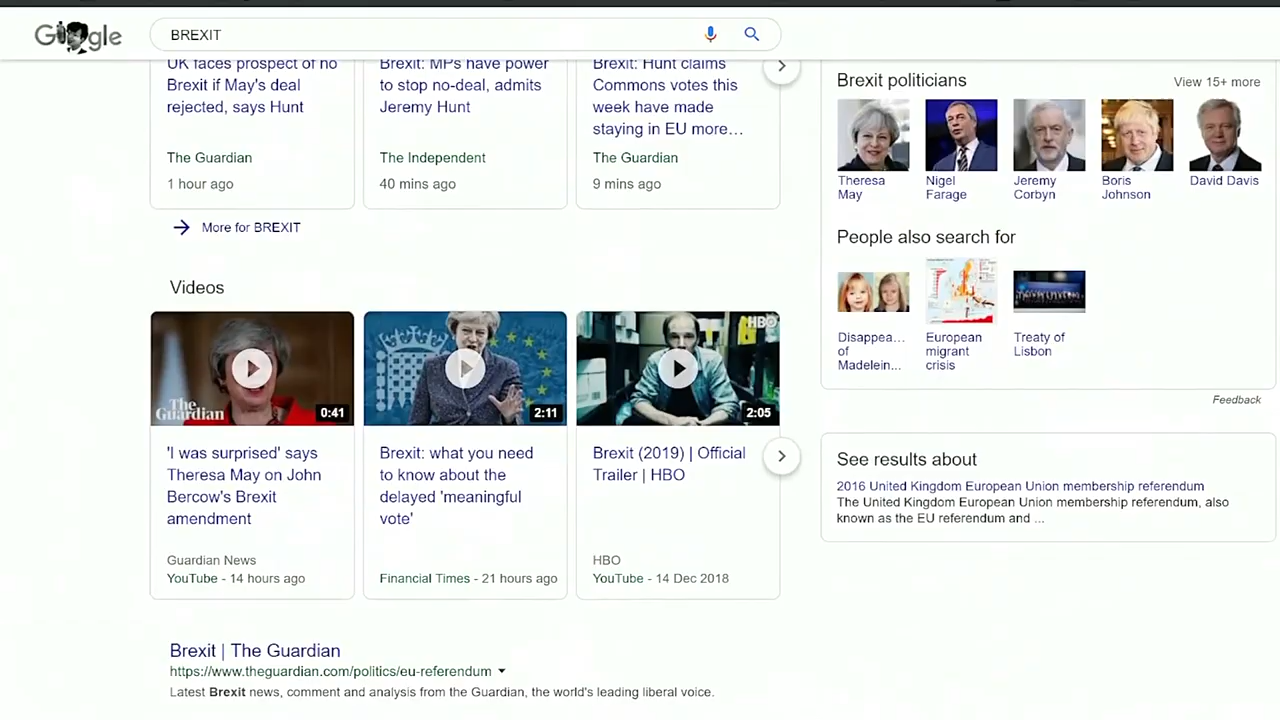 Google
BREXIT
UK faces prospect of no
Brexit if May's deal
rejected, says Hunt
The Guardian
1 hour ago
Brexit: MPs have power
to stop no-deal, admits
Jeremy Hunt
The Independent
40 mins ago
Brexit: Hunt claims
Commons votes this
week have made
staying in EU more…
The Guardian
9 mins ago
More for BREXIT
Videos
The
Guardian
0:41
'I was surprised' says
Theresa May on John
Bercow's Brexit
amendment
Guardian News
YouTube - 14 hours ago
2:11
Brexit: what you need
to know about the
delayed 'meaningful
vote'
Financial Times - 21 hours ago
HBO
2:05
Brexit (2019) | Official
Trailer | HBO
HBO
YouTube - 14 Dec 2018
Brexit | The Guardian
https://www.theguardian.com/politics/eu-referendum
Latest Brexit news, comment and analysis from the Guardian, the world's leading liberal voice.
Brexit politicians
View 15+ more
Theresa
May
Nigel
Farage
Jeremy
Corbyn
Boris
Johnson
David Davis
People also search for
Disappea...
of
Madelein...
European
migrant
crisis
Treaty of
Lisbon
Feedback
See results about
2016 United Kingdom European Union membership referendum
The United Kingdom European Union membership referendum, also
known as the EU referendum and ...